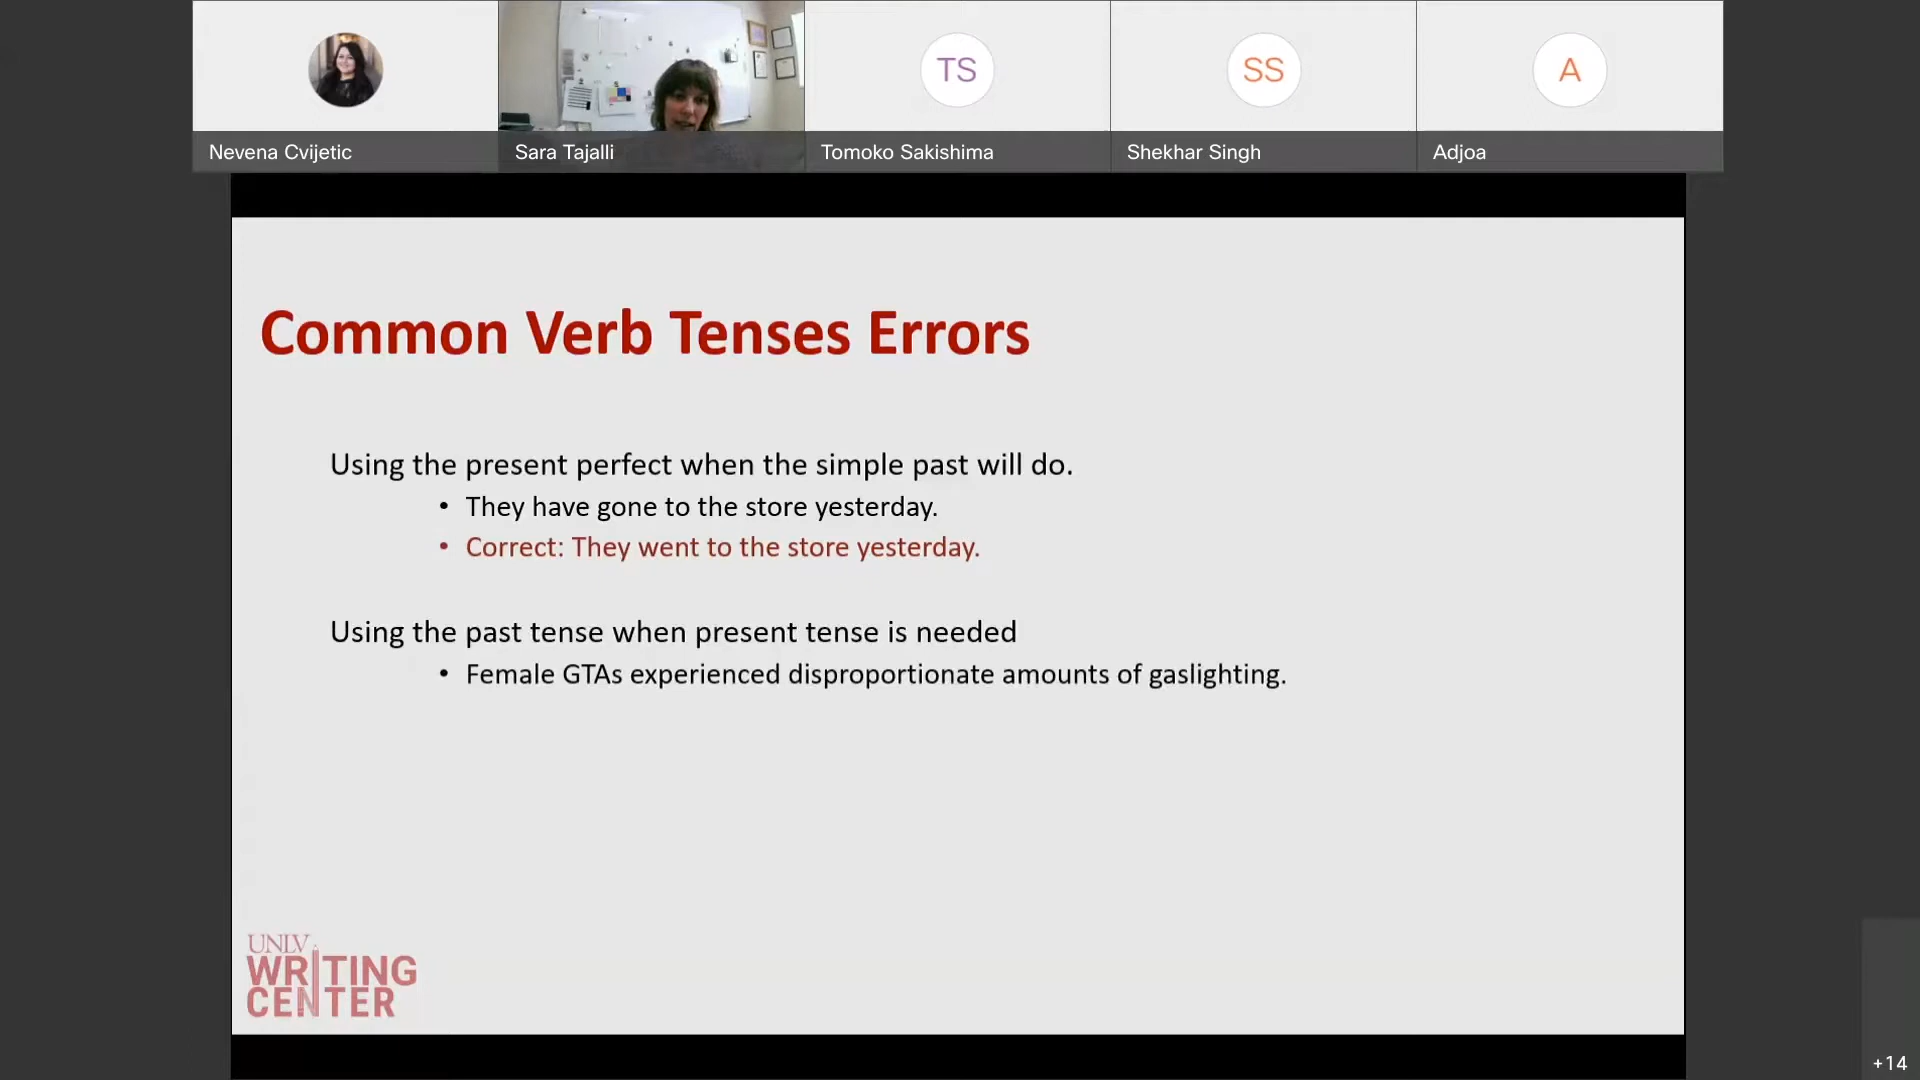 TS
SS
A
Nevena Cvijetic
Sara Tajalli
Tomoko Sakishima
Shekhar Singh
Adjoa
Common Verb Tenses Errors
Using the present perfect when the simple past will do.
• They have gone to the store yesterday.
• Correct: They went to the store yesterday.
Using the past tense when present tense is needed
• Female GTAs experienced disproportionate amounts of gaslighting.
UNLV
WRITING
CENTER
+14